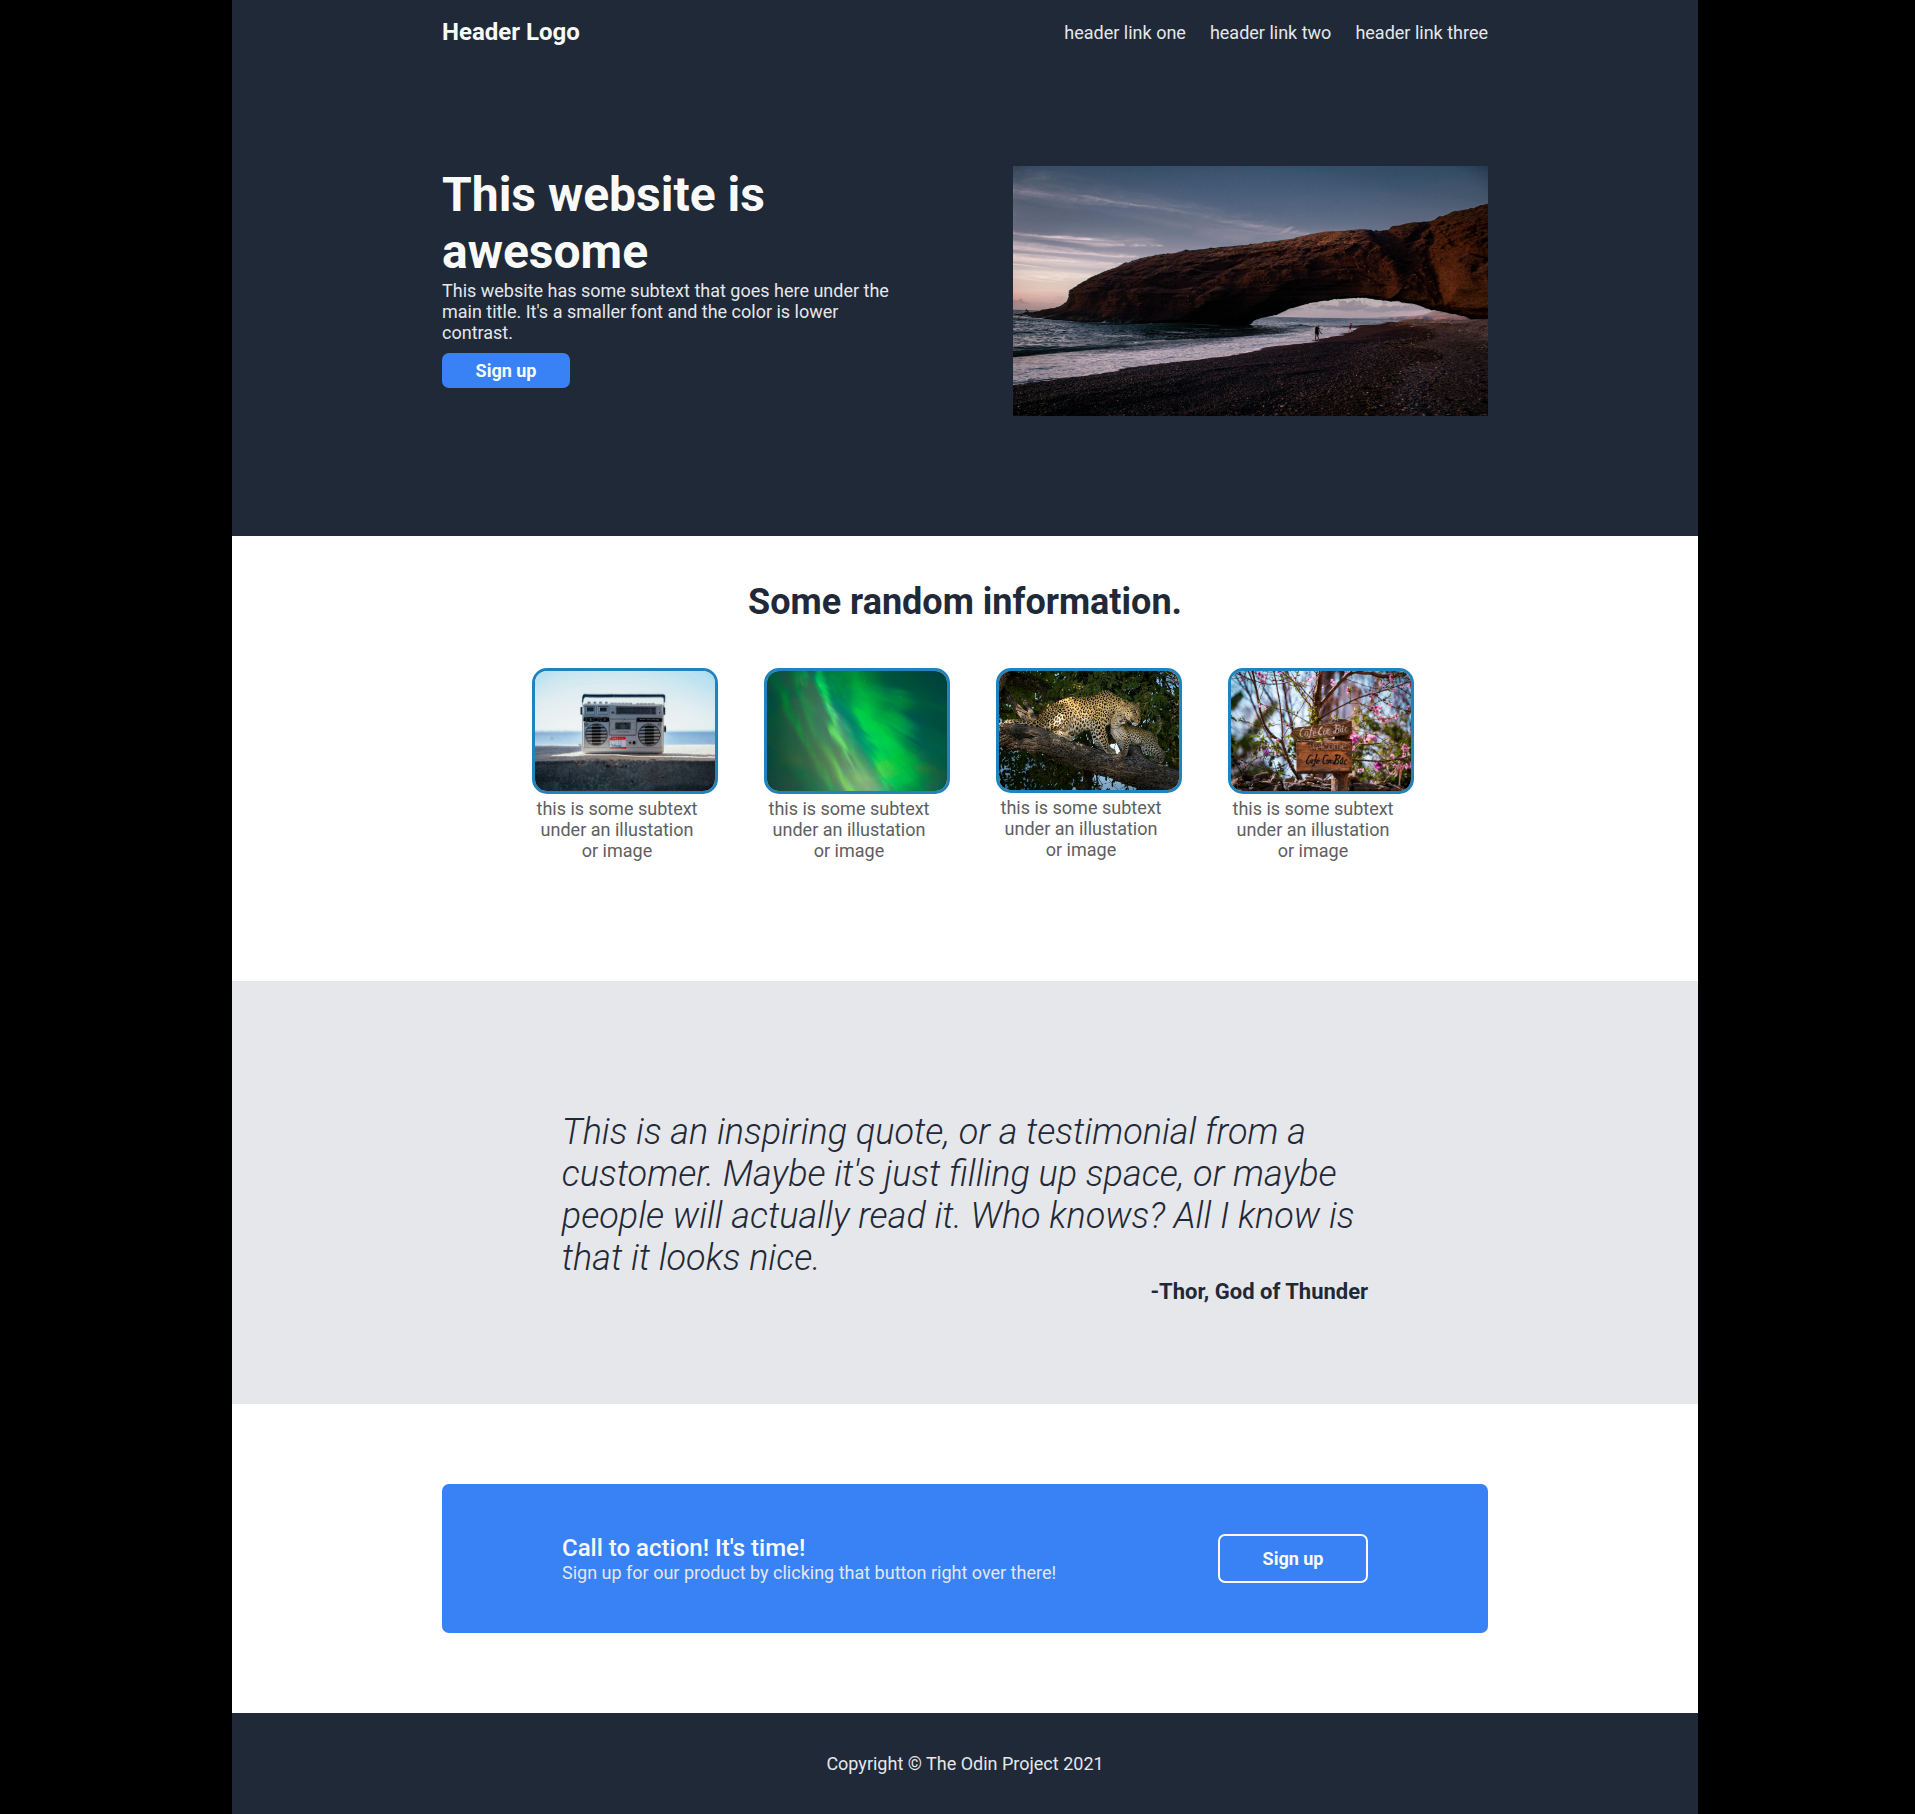 Header Logo
header link one
header link two
header link three
This website is
awesome
This website has some subtext that goes here under the
main title. It's a smaller font and the color is lower
contrast.
Sign up
Some random information.
this is some subtext
under an illustation
or image
this is some subtext
under an illustation
or image
this is some subtext
under an illustation
or image
this is some subtext
under an illustation
or image
This is an inspiring quote, or a testimonial from a
customer. Maybe it's just filling up space, or maybe
people will actually read it. Who knows? All I know is
that it looks nice.
-Thor, God of Thunder
Call to action! It's time!
Sign up for our product by clicking that button right over there!
Sign up
Copyright © The Odin Project 2021